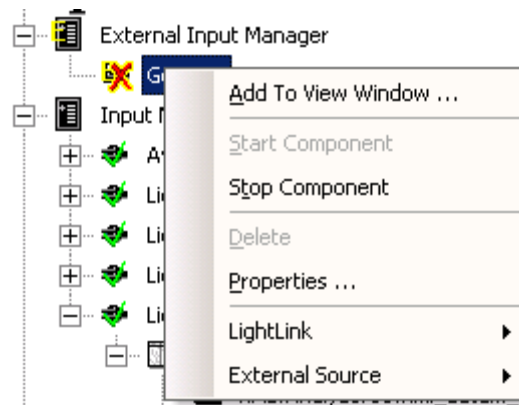 External Input Manager
Input
Add To View Window ...
Start Component
Stop Component
Delete
Properties ...
LightLink
External Source